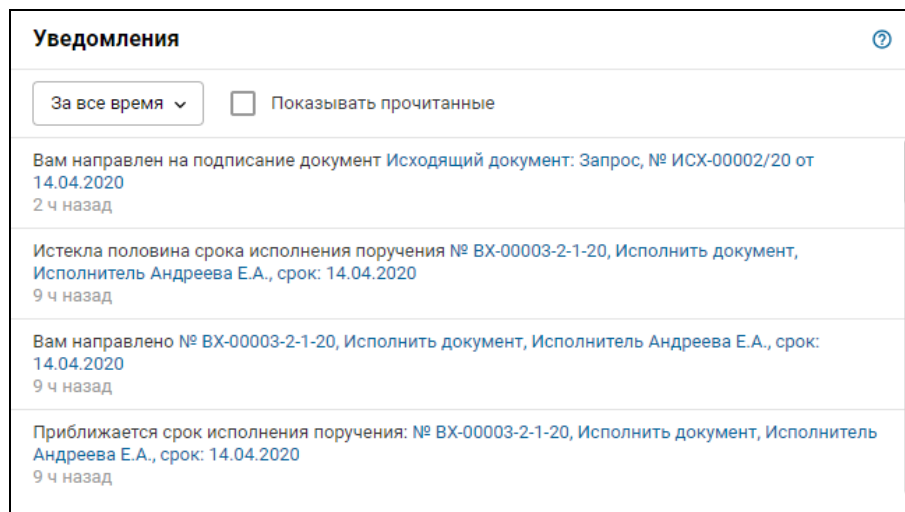 Уведомления
За все время
Показывать прочитанные
Вам направлен на подписание документ Исходящий документ: Запрос, № ИСХ-00002/20 от
14.04.2020
2 ч назад
Истекла половина срока исполнения поручения № ВХ-00003-2-1-20, Исполнить документ,
Исполнитель Андреева Е.А., срок: 14.04.2020
9 ч назад
Вам направлено № ВХ-00003-2-1-20, Исполнить документ, Исполнитель Андреева Е.А., срок:
14.04.2020
9 ч назад
Приближается срок исполнения поручения: № ВХ-00003-2-1-20, Исполнить документ, Исполнитель
Андреева Е.А., срок: 14.04.2020
9 ч назад